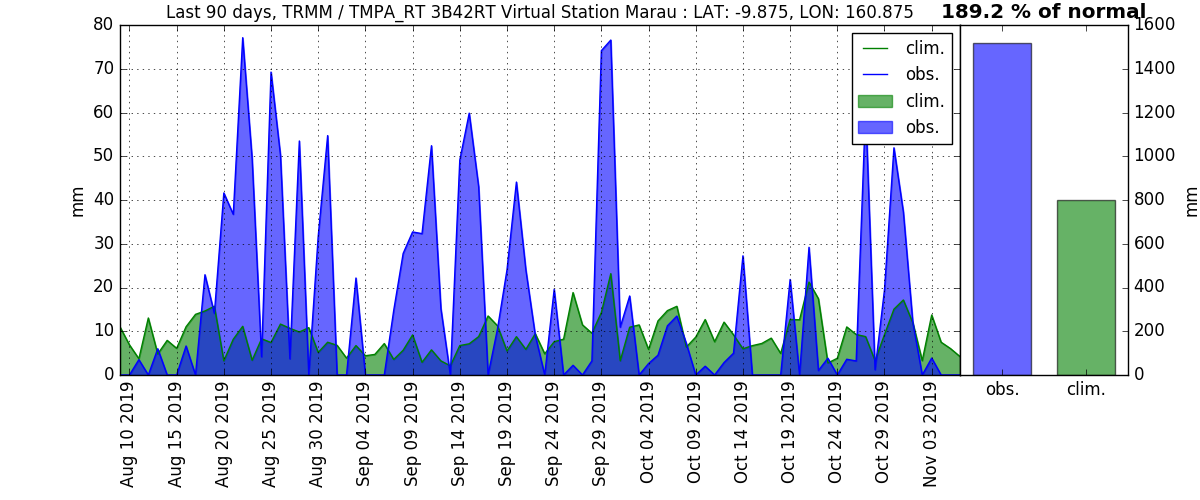 Last 90 days, TRMM / TMPA_RT 3B42RT Virtual Station Marau : LAT: -9.875, LON: 160.875
189.2 % of normal
80
70
60
50
40
30
20
10
0
mm
clim.
obs.
clim.
obs.
1600
1400
1200
1000
800
600
400
200
0
mm
Aug 10 2019
Aug 15 2019
Aug 20 2019
Aug 25 2019
Aug 30 2019
Sep 04 2019
Sep 09 2019
Sep 14 2019
Sep 19 2019
Sep 24 2019
Sep 29 2019
Oct 04 2019
Oct 09 2019
Oct 14 2019
Oct 19 2019
Oct 24 2019
Oct 29 2019
Nov 03 2019
obs.
clim.